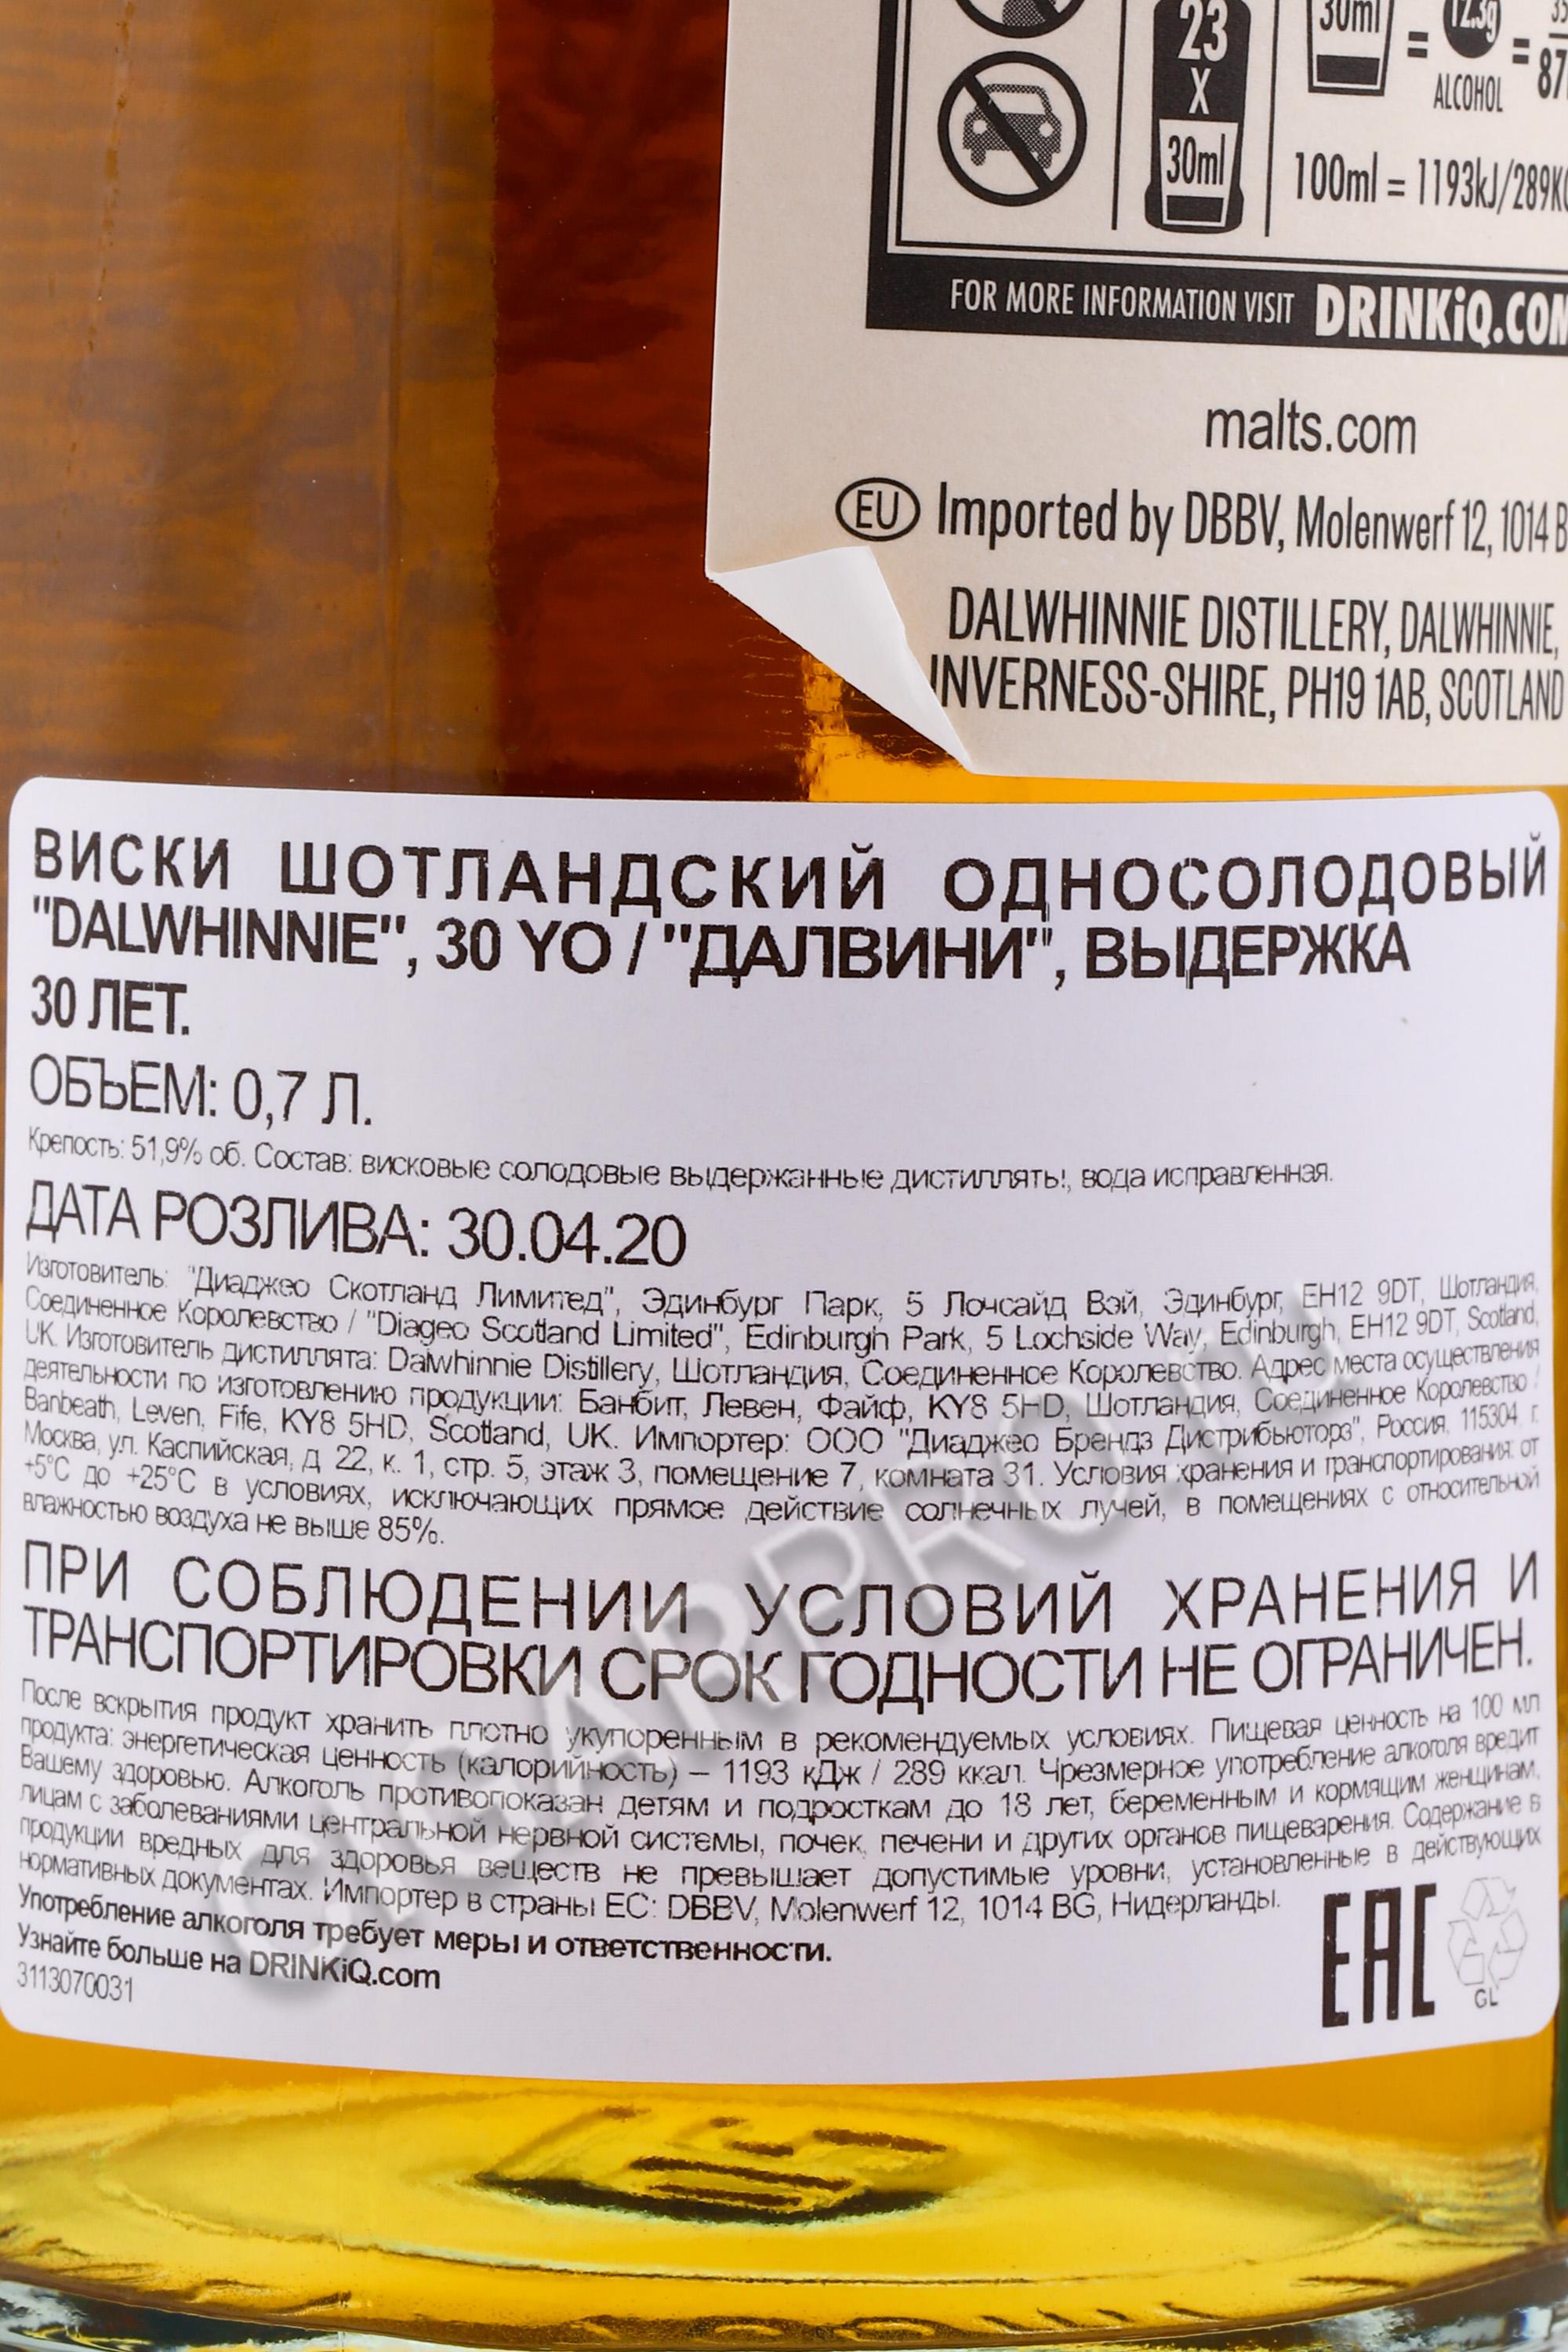 23
X
30ml
30ml
=
12.3g
=
ALCOHOL
100ml = 1193kJ/289K
FOR MORE INFORMATION VISIT DRINKiQ.COM
malts.com
EU Imported by DBBV, Molenwerf 12, 1014 B
DALWHINNIE DISTILLERY, DALWHINNIE,
INVERNESS-SHIRE, PH19 1AB, SCOTLAND
ВИСКИ ШОТЛАНДСКИЙ ОДНОСОЛОДОВЫЙ
"DALWHINNIE", 30 YO / "ДАЛВИНИ", ВЫДЕРЖКА
30 ЛЕТ.
ОБЪЕМ: 0,7 Л.
Крепость: 51,9% об. Состав: висковые солодовые выдержанные дистилляты, вода исправленная.
ДАТА РОЗЛИВА: 30.04.20
Изготовитель: "Диаджео Скотланд Лимитед", Эдинбург Парк, 5 Лочсайд Вэй, Эдинбург, EH12 9DT, Шотландия,
Соединенное Королевство / "Diageo Scotland Limited", Edinburgh Park, 5 Lochside Way, Edinburgh, EH12 9DT, Scotland,
UK. Изготовитель дистиллята: Dalwhinnie Distillery, Шотландия, Соединенное Королевство. Адрес места осуществления
деятельности по изготовлению продукции: Банбит, Левен, Файф, KY8 5HD, Шотландия, Соединенное Королевство /
Banbeath, Leven, Fife, KY8 5HD, Scotland, UK. Импортер: ООО "Диаджео Брендз Дистрибьюторз", Россия, 115304, г.
Москва, ул. Каспийская, д. 22, к. 1, стр. 5, этаж 3, помещение 7, комната 31. Условия хранения и транспортирования: от
+5°C до +25°C в условиях, исключающих прямое действие солнечных лучей, в помещениях с относительной
влажностью воздуха не выше 85%.
ПРИ СОБЛЮДЕНИИ УСЛОВИЙ ХРАНЕНИЯ И
ТРАНСПОРТИРОВКИ СРОК ГОДНОСТИ НЕ ОГРАНИЧЕН.
После вскрытия продукт хранить плотно укупоренным в рекомендуемых условиях. Пищевая ценность на 100 мл
продукта: энергетическая ценность (калорийность) – 1193 кДж / 289 ккал. Чрезмерное употребление алкоголя вредит
Вашему здоровью. Алкоголь противопоказан детям и подросткам до 18 лет, беременным и кормящим женщинам,
лицам с заболеваниями центральной нервной системы, почек, печени и других органов пищеварения. Содержание в
продукции вредных для здоровья веществ не превышает допустимые уровни, установленные в действующих
нормативных документах. Импортер в страны ЕС: DBBV, Molenwerf 12, 1014 BG, Нидерланды.
Употребление алкоголя требует меры и ответственности.
Узнайте больше на DRINKiQ.com
3113070031
EAC
GL
CIGARPRO.RU